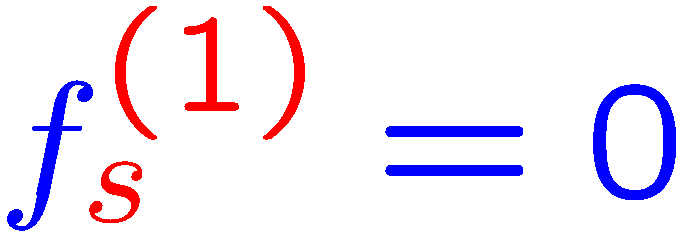 f_s^{(1)} = 0